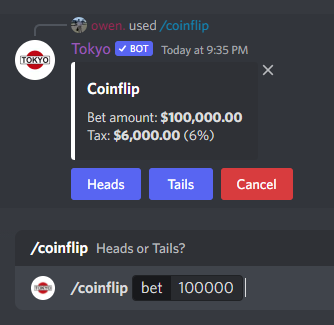 owen. used /coinflip
TOKYO
Tokyo ✓ BOT Today at 9:35 PM
Coinflip
Bet amount: $100,000.00
Tax: $6,000.00 (6%)
Heads Tails Cancel
/coinflip Heads or Tails?
/coinflip bet 100000